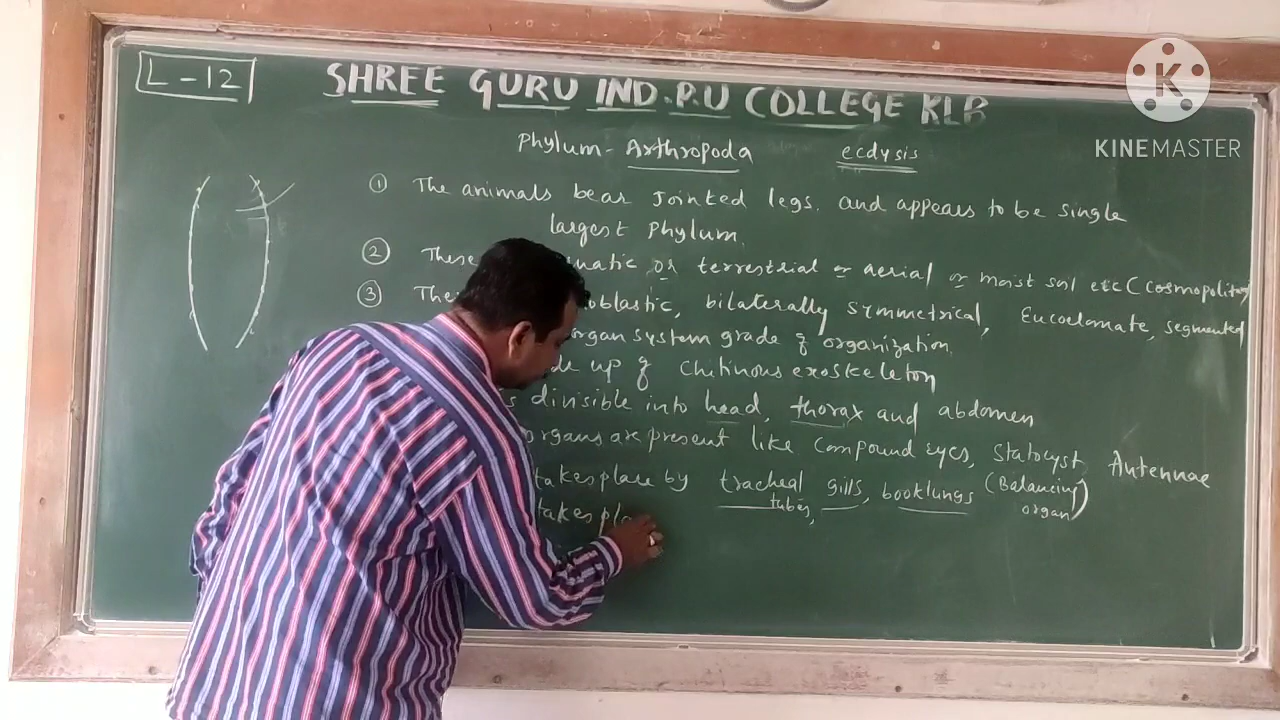 L - 12
SHREE GURU IND. P.U COLLEGE KLB
K
KINEMASTER
Phylum - Arthropoda ecdysis
① The animals bear Jointed legs. and appears to be single
largest phylum.
② These or terrestrial or aerial or moist soil etc (cosmopolitan
③ bilaterally symmetrical, Eucoelomate, segmented
organ system grade of organization.
up of chitinous exoskeleton
divisible into head, thorax and abdomen
organs are present like compound eyes, statocyst, Antennae
takes place by tracheal gills, booklungs (Balancing
tubes, organ)
takes pla